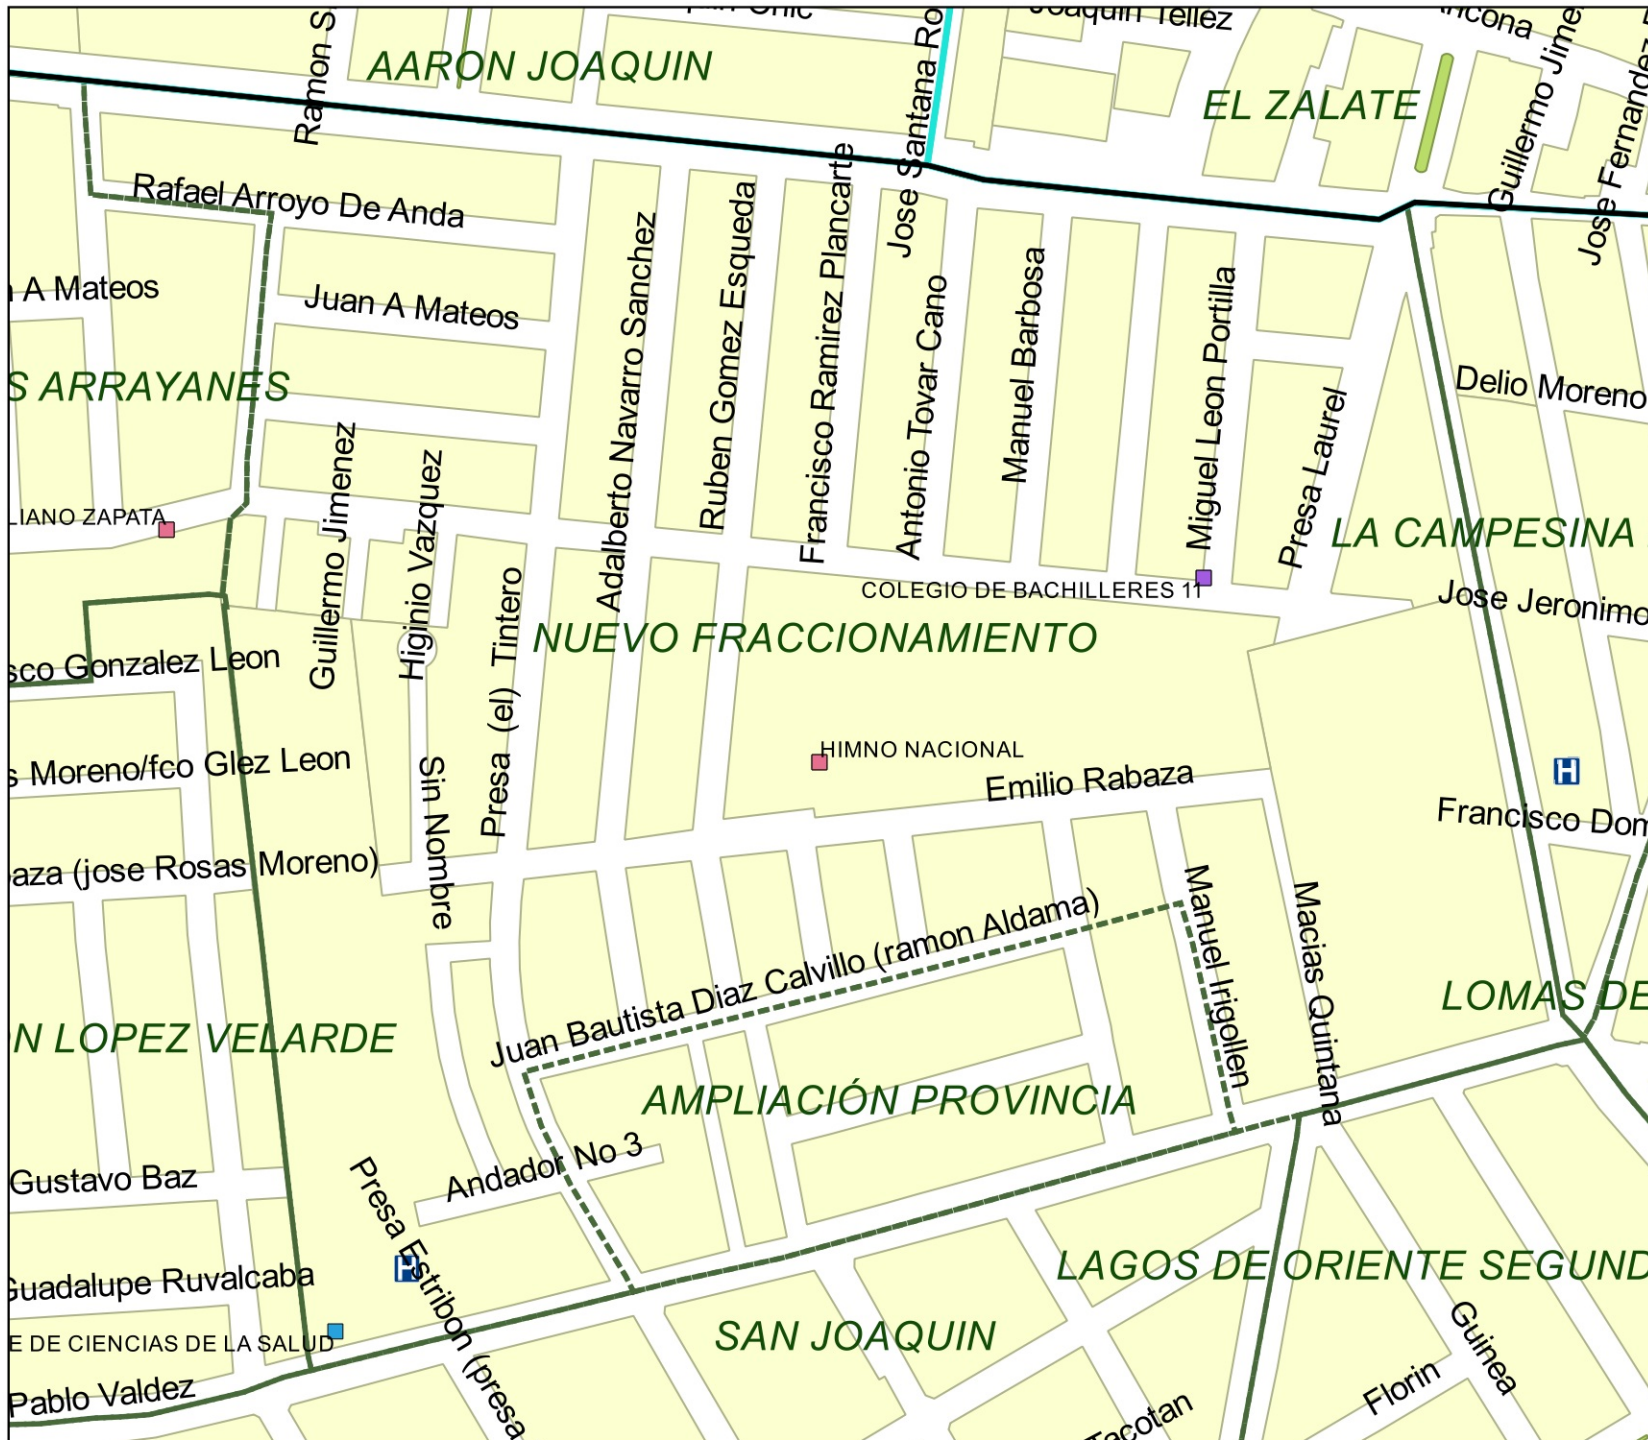 Joaquin Tellez
Ramon S
AARON JOAQUIN
Jose Santana Ro
EL ZALATE
Guillermo Jime
Jose Fernandez
Rafael Arroyo De Anda
A Mateos
Juan A Mateos
Adalberto Navarro Sanchez
Ruben Gomez Esqueda
Francisco Ramirez Plancarte
Antonio Tovar Cano
Manuel Barbosa
Miguel Leon Portilla
Presa Laurel
Delio Moreno
S ARRAYANES
LIANO ZAPATA
Guillermo Jimenez
Higinio Vazquez
Presa (el) Tintero
LA CAMPESINA
COLEGIO DE BACHILLERES 11
Jose Jeronimo
NUEVO FRACCIONAMIENTO
sco Gonzalez Leon
HIMNO NACIONAL
s Moreno/fco Glez Leon
Sin Nombre
Emilio Rabaza
H
Francisco Dom
aza (jose Rosas Moreno)
Juan Bautista Diaz Calvillo (ramon Aldama)
Manuel Irigollen
Macias Quintana
LOMAS DE
N LOPEZ VELARDE
AMPLIACIÓN PROVINCIA
Andador No 3
Gustavo Baz
Presa Estribon (presa
H
Guadalupe Ruvalcaba
LAGOS DE ORIENTE SEGUND
E DE CIENCIAS DE LA SALUD
SAN JOAQUIN
Guinea
Pablo Valdez
Florin
Tacotan